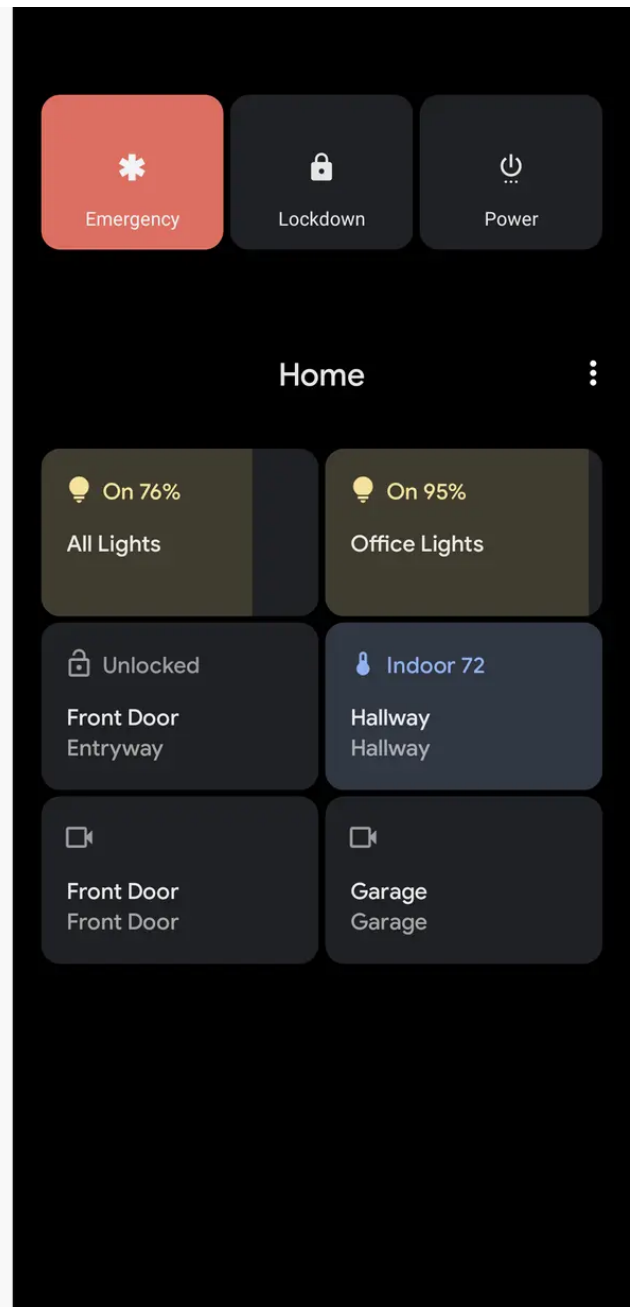 Emergency
Lockdown
Power
Home
On 76%
All Lights
On 95%
Office Lights
Unlocked
Front Door
Entryway
Indoor 72
Hallway
Hallway
Front Door
Front Door
Garage
Garage